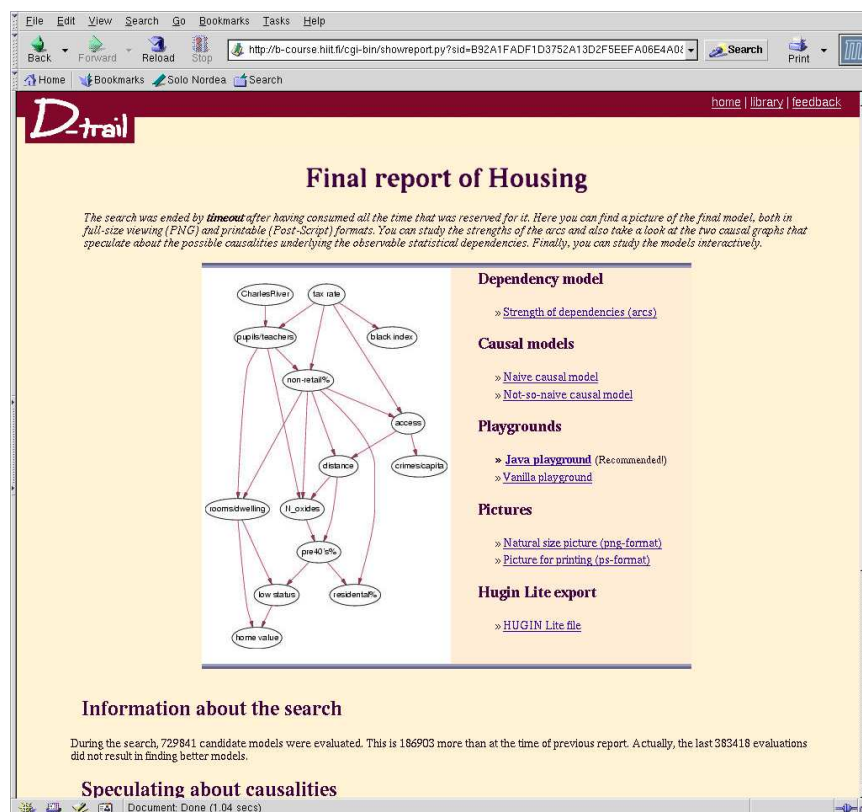 File Edit View Search Go Bookmarks Tasks Help
Back Forward Reload Stop http://b-course.hiit.fi/cgi-bin/showreport.py?sid=B92A1FADF1D3752A13D2F5EEFA06E4A0 Search Print
Home Bookmarks Solo Nordea Search
home | library | feedback
D-trail
Final report of Housing
The search was ended by timeout after having consumed all the time that was reserved for it. Here you can find a picture of the final model, both in
full-size viewing (PNG) and printable (Post-Script) formats. You can study the strengths of the arcs and also take a look at the two causal graphs that
speculate about the possible causalities underlying the observable statistical dependencies. Finally, you can study the models interactively.
CharlesRiver tax rate
pupils/teachers black index
non-retail%
access
distance crimes/capita
rooms/dwelling N_oxides
pre40's%
low status residental%
home value
Dependency model
» Strength of dependencies (arcs)
Causal models
» Naive causal model
» Not-so-naive causal model
Playgrounds
» Java playground (Recommended!)
» Vanilla playground
Pictures
» Natural size picture (png-format)
» Picture for printing (ps-format)
Hugin Lite export
» HUGIN Lite file
Information about the search
During the search, 729841 candidate models were evaluated. This is 186903 more than at the time of previous report. Actually, the last 383418 evaluations
did not result in finding better models.
Speculating about causalities
Document: Done (1.04 secs)